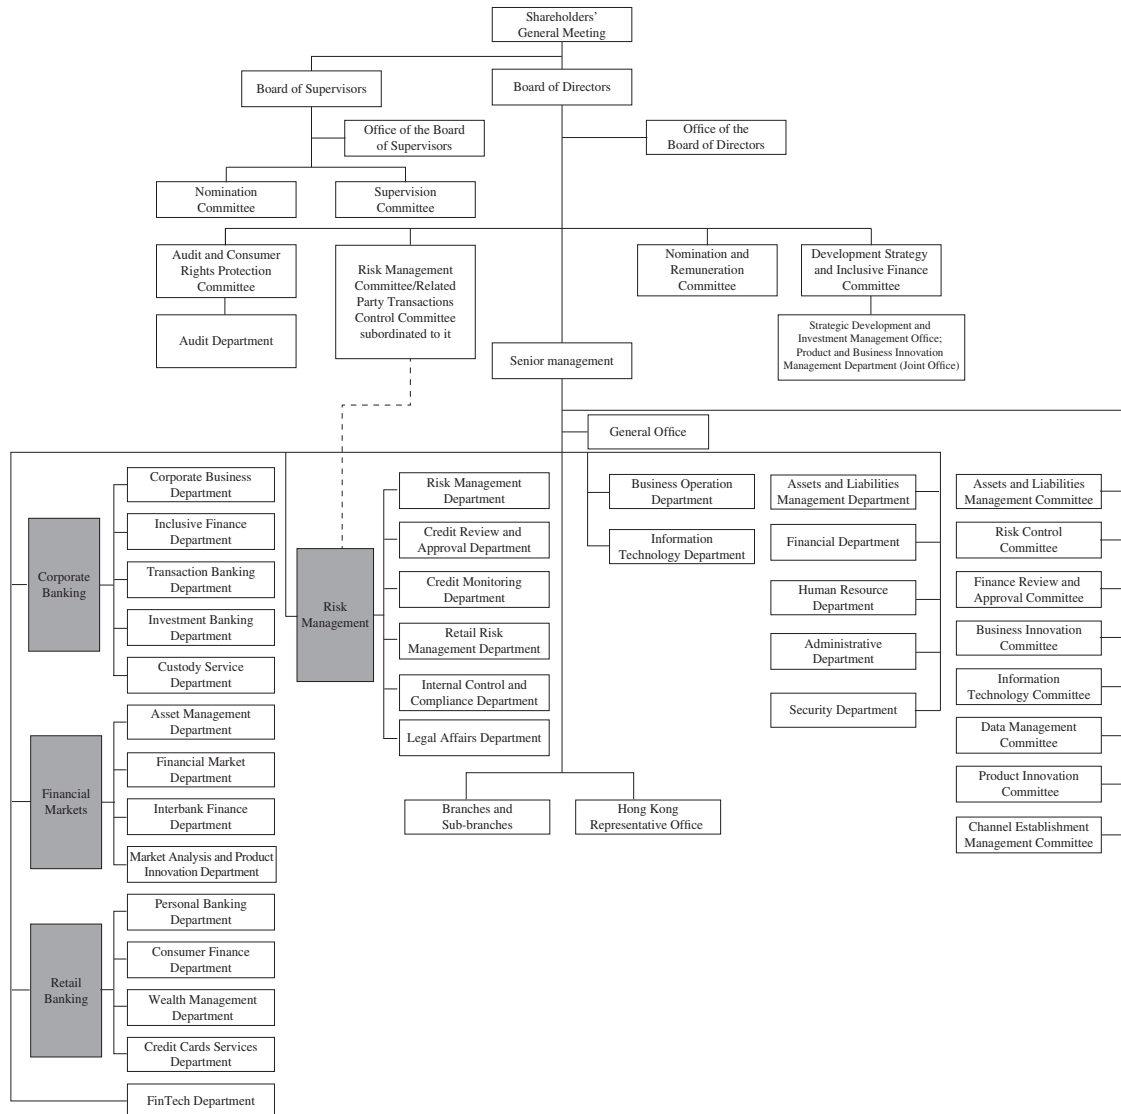 Shareholders'
General Meeting
Board of Supervisors
Board of Directors
Office of the Board
of Supervisors
Office of the
Board of Directors
Nomination
Committee
Supervision
Committee
Audit and Consumer
Rights Protection
Committee
Risk Management
Committee/Related
Party Transactions
Control Committee
subordinated to it
Nomination and
Remuneration
Committee
Development Strategy
and Inclusive Finance
Committee
Audit Department
Senior management
Strategic Development and
Investment Management Office;
Product and Business Innovation
Management Department (Joint Office)
General Office
Corporate
Banking
Corporate Business
Department
Inclusive Finance
Department
Transaction Banking
Department
Investment Banking
Department
Custody Service
Department
Financial
Markets
Asset Management
Department
Financial Market
Department
Interbank Finance
Department
Market Analysis and Product
Innovation Department
Retail
Banking
Personal Banking
Department
Consumer Finance
Department
Wealth Management
Department
Credit Cards Services
Department
FinTech Department
Risk
Management
Risk Management
Department
Credit Review and
Approval Department
Credit Monitoring
Department
Retail Risk
Management Department
Internal Control and
Compliance Department
Legal Affairs Department
Branches and
Sub-branches
Hong Kong
Representative Office
Business Operation
Department
Information
Technology Department
Assets and Liabilities
Management Department
Financial Department
Human Resource
Department
Administrative
Department
Security Department
Assets and Liabilities
Management Committee
Risk Control
Committee
Finance Review and
Approval Committee
Business Innovation
Committee
Information
Technology Committee
Data Management
Committee
Product Innovation
Committee
Channel Establishment
Management Committee